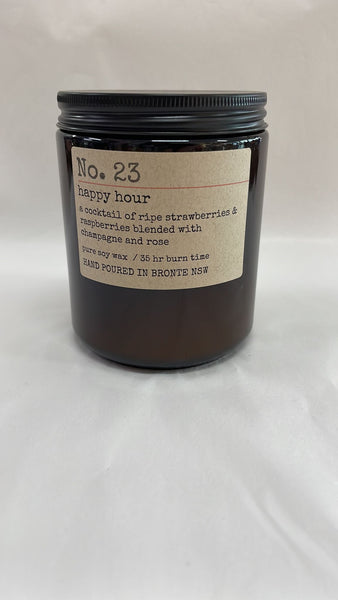 No. 23
happy hour
a cocktail of ripe strawberries &
raspberries blended with
champagne and rose
pure soy wax / 35 hr burn time
HAND POURED IN BRONTE NSW